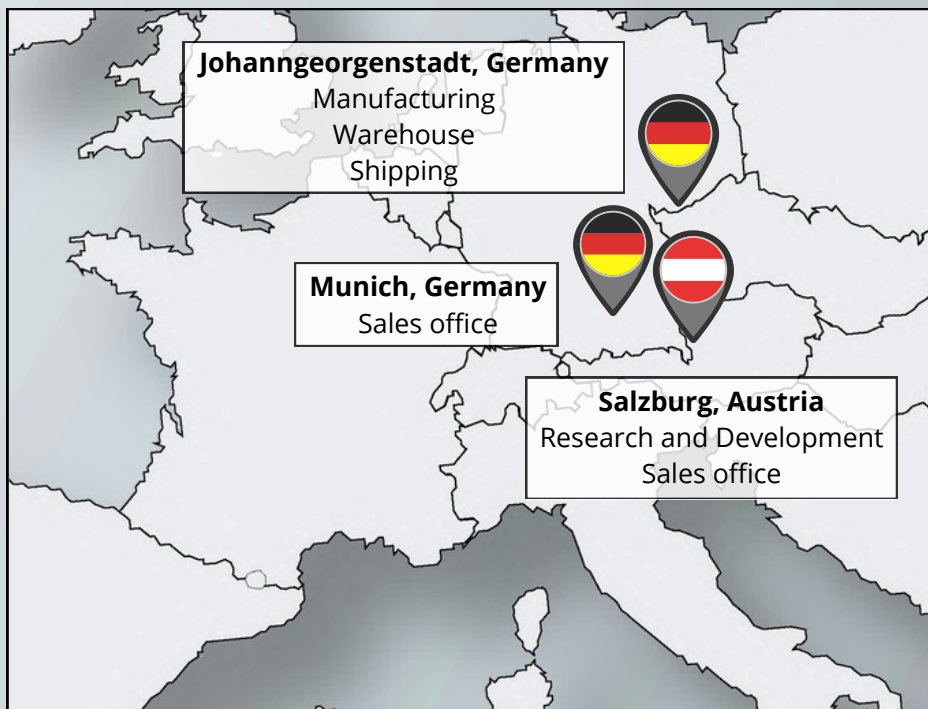 Johanngeorgenstadt, Germany
Manufacturing
Warehouse
Shipping
Munich, Germany
Sales office
Salzburg, Austria
Research and Development
Sales office